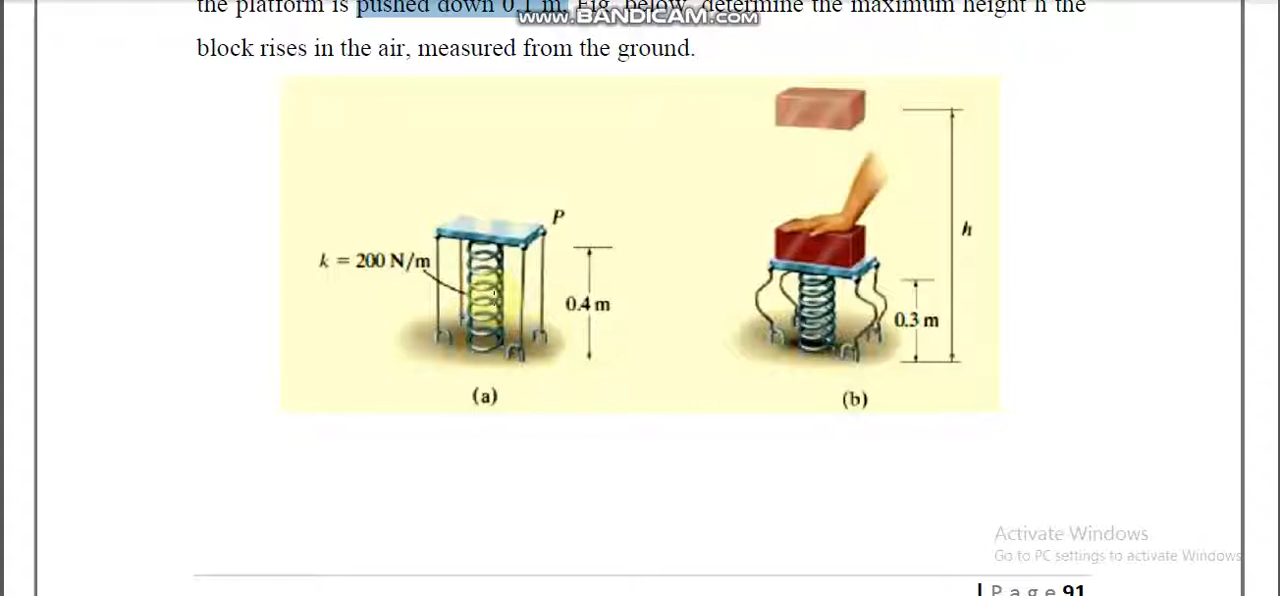 the platform is pushed down 0.1 m, Fig. below, determine the maximum height h the
www.BANDICAM.com
block rises in the air, measured from the ground.
P
k = 200 N/m
0.4 m
h
0.3 m
(a)
(b)
Activate Windows
Go to PC settings to activate Windows
| P a g e 91